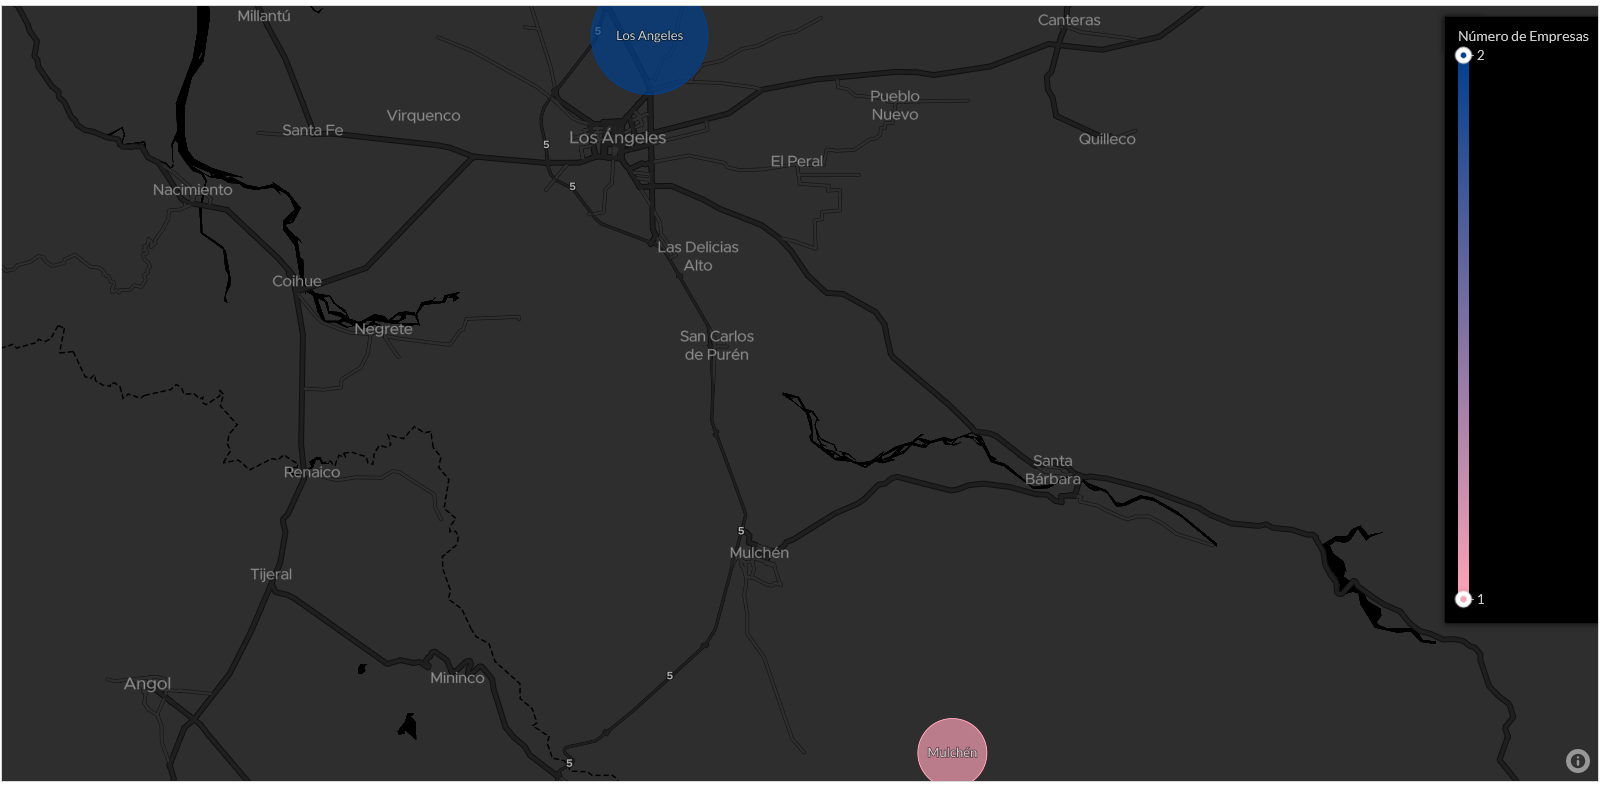 Millantú
5
Los Angeles
Canteras
Número de Empresas
2
Pueblo
Nuevo
Virquenco
Santa Fe
Los Ángeles
Quilleco
5
El Peral
5
Nacimiento
Las Delicias
Alto
Coihue
Negrete
San Carlos
de Purén
Santa
Bárbara
Renaico
5
Mulchén
Tijeral
1
5
Mininco
Angol
Mulchén
5